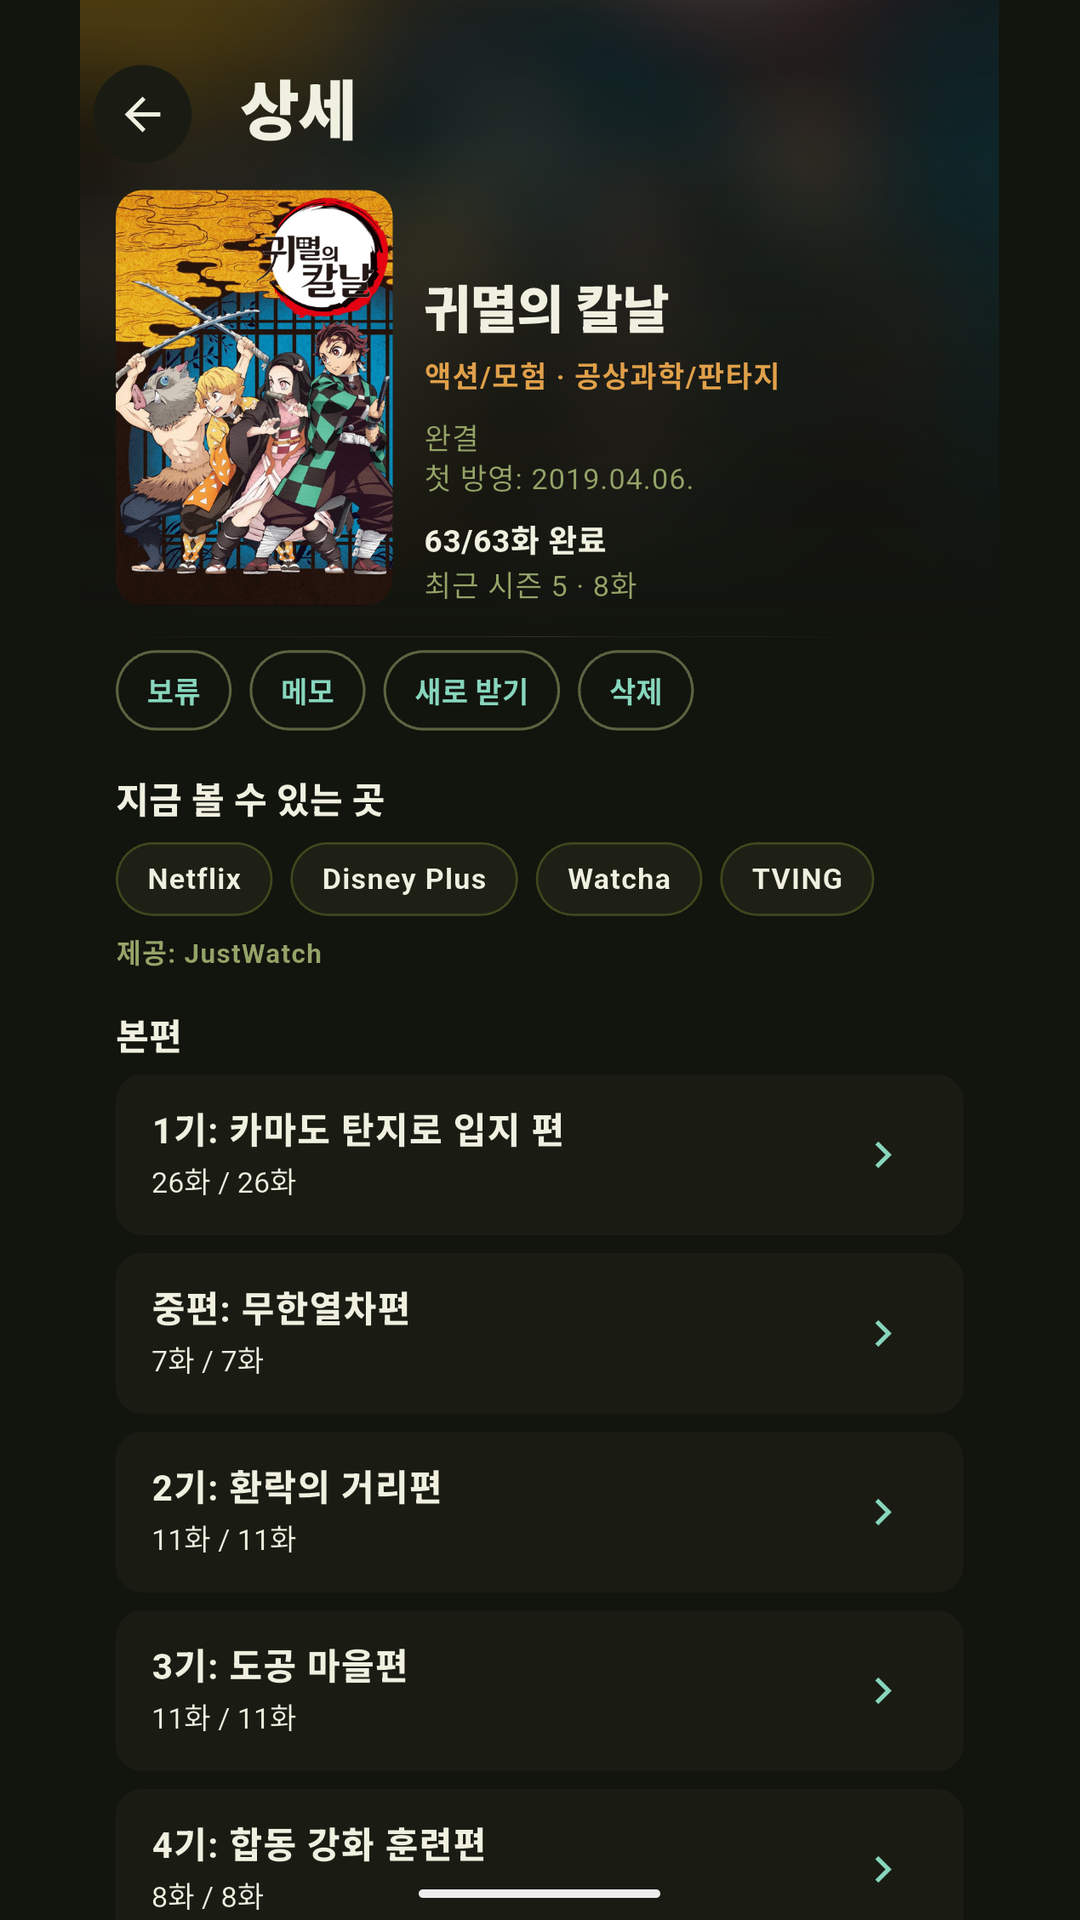 상세
귀멸의
칼날
귀멸의 칼날
액션/모험 · 공상과학/판타지
완결
첫 방영: 2019.04.06.
63/63화 완료
최근 시즌 5 · 8화
보류
메모
새로 받기
삭제
지금 볼 수 있는 곳
Netflix
Disney Plus
Watcha
TVING
제공: JustWatch
본편
1기: 카마도 탄지로 입지 편
26화 / 26화
중편: 무한열차편
7화 / 7화
2기: 환락의 거리편
11화 / 11화
3기: 도공 마을편
11화 / 11화
4기: 합동 강화 훈련편
8화 / 8화